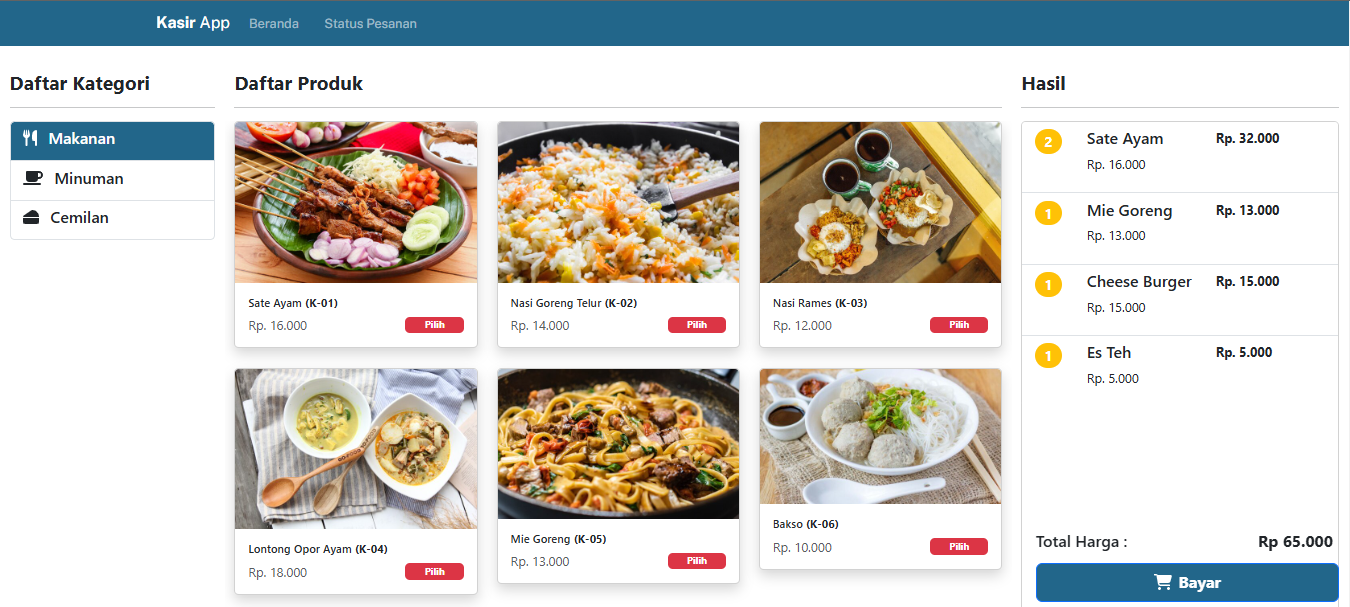 Kasir App Beranda Status Pesanan
Daftar Kategori
Makanan
Minuman
Cemilan
Daftar Produk
Sate Ayam (K-01)
Rp. 16.000 Pilih
Nasi Goreng Telur (K-02)
Rp. 14.000 Pilih
Nasi Rames (K-03)
Rp. 12.000 Pilih
Lontong Opor Ayam (K-04)
Rp. 18.000 Pilih
Mie Goreng (K-05)
Rp. 13.000 Pilih
Bakso (K-06)
Rp. 10.000 Pilih
Hasil
2 Sate Ayam Rp. 32.000
Rp. 16.000
1 Mie Goreng Rp. 13.000
Rp. 13.000
1 Cheese Burger Rp. 15.000
Rp. 15.000
1 Es Teh Rp. 5.000
Rp. 5.000
Total Harga : Rp 65.000
Bayar